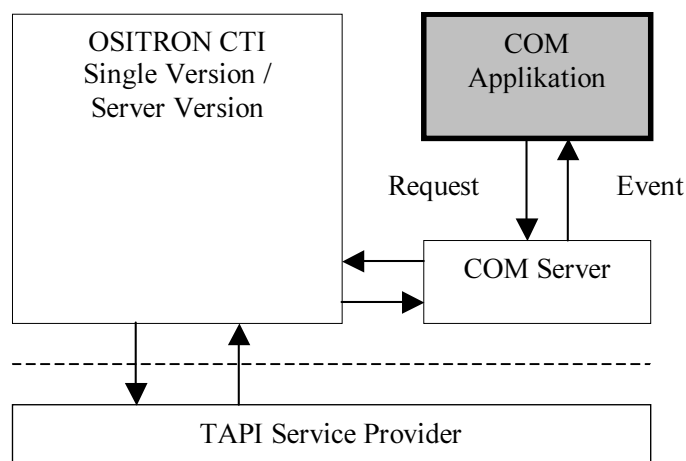 OSITRON CTI
Single Version /
Server Version
COM
Applikation
Request
Event
COM Server
TAPI Service Provider